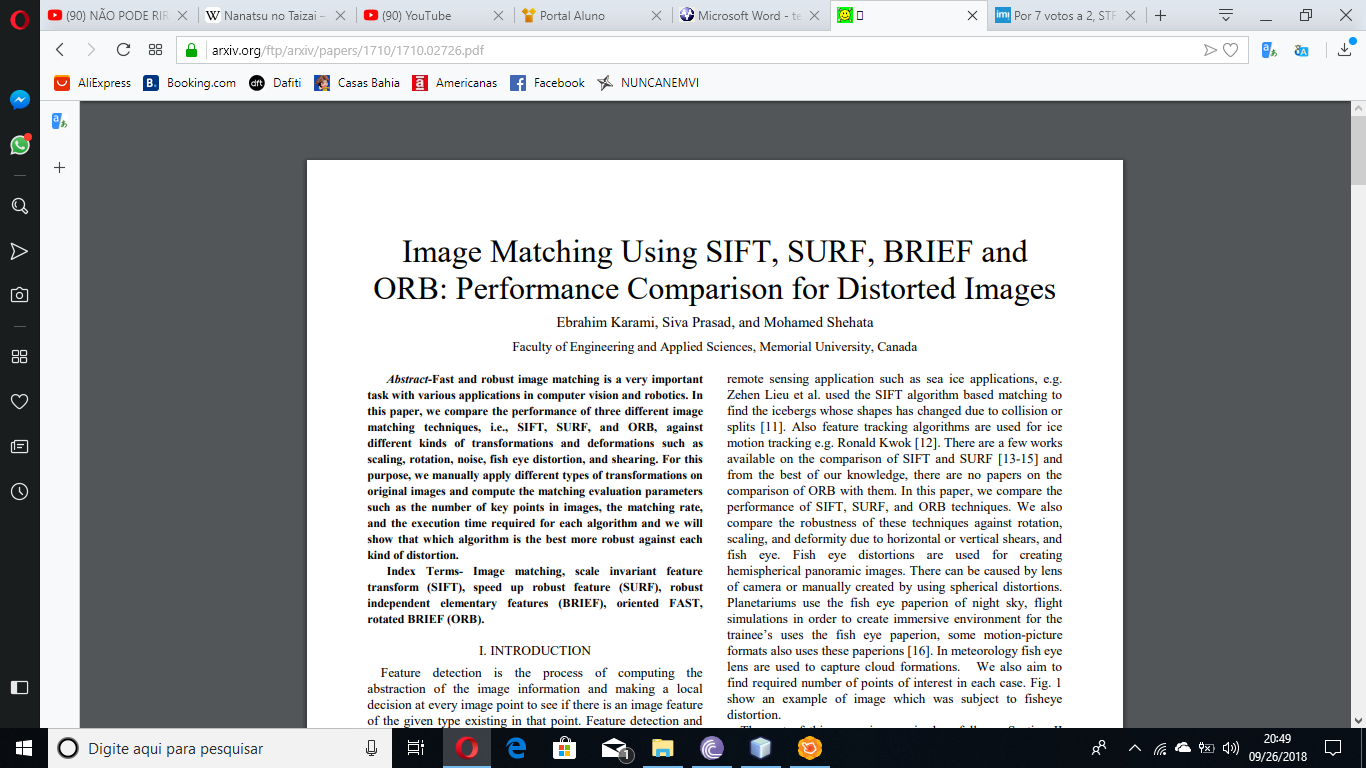 (90) NÃO PODE RIR
Nanatsu no Taizai –
(90) YouTube
Portal Aluno
Microsoft Word - te
Por 7 votos a 2, STF
arxiv.org/ftp/arxiv/papers/1710/1710.02726.pdf
AliExpress
B. Booking.com
dft Dafiti
Casas Bahia
a Americanas
Facebook
NUNCANEMVI
Image Matching Using SIFT, SURF, BRIEF and
ORB: Performance Comparison for Distorted Images
Ebrahim Karami, Siva Prasad, and Mohamed Shehata
Faculty of Engineering and Applied Sciences, Memorial University, Canada
Abstract-Fast and robust image matching is a very important
task with various applications in computer vision and robotics. In
this paper, we compare the performance of three different image
matching techniques, i.e., SIFT, SURF, and ORB, against
different kinds of transformations and deformations such as
scaling, rotation, noise, fish eye distortion, and shearing. For this
purpose, we manually apply different types of transformations on
original images and compute the matching evaluation parameters
such as the number of key points in images, the matching rate,
and the execution time required for each algorithm and we will
show that which algorithm is the best more robust against each
kind of distortion.
Index Terms- Image matching, scale invariant feature
transform (SIFT), speed up robust feature (SURF), robust
independent elementary features (BRIEF), oriented FAST,
rotated BRIEF (ORB).
I. INTRODUCTION
Feature detection is the process of computing the
abstraction of the image information and making a local
decision at every image point to see if there is an image feature
of the given type existing in that point. Feature detection and
remote sensing application such as sea ice applications, e.g.
Zehen Lieu et al. used the SIFT algorithm based matching to
find the icebergs whose shapes has changed due to collision or
splits [11]. Also feature tracking algorithms are used for ice
motion tracking e.g. Ronald Kwok [12]. There are a few works
available on the comparison of SIFT and SURF [13-15] and
from the best of our knowledge, there are no papers on the
comparison of ORB with them. In this paper, we compare the
performance of SIFT, SURF, and ORB techniques. We also
compare the robustness of these techniques against rotation,
scaling, and deformity due to horizontal or vertical shears, and
fish eye. Fish eye distortions are used for creating
hemispherical panoramic images. There can be caused by lens
of camera or manually created by using spherical distortions.
Planetariums use the fish eye paperion of night sky, flight
simulations in order to create immersive environment for the
trainee's uses the fish eye paperion, some motion-picture
formats also uses these paperions [16]. In meteorology fish eye
lens are used to capture cloud formations. We also aim to
find required number of points of interest in each case. Fig. 1
show an example of image which was subject to fisheye
distortion.
Digite aqui para pesquisar
1
20:49
09/26/2018